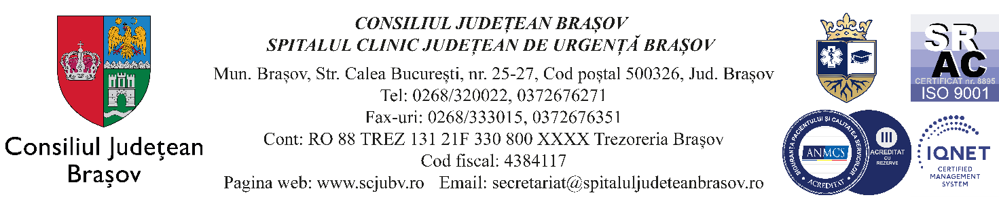 CONSILIUL JUDEȚEAN BRAȘOV
SPITALUL CLINIC JUDEȚEAN DE URGENȚĂ BRAȘOV
Mun. Brașov, Str. Calea București, nr. 25-27, Cod poștal 500326, Jud. Brașov
Tel: 0268/320022, 0372676271
Fax-uri: 0268/333015, 0372676351
Cont: RO 88 TREZ 131 21F 330 800 XXXX Trezoreria Brașov
Cod fiscal: 4384117
Pagina web: www.scjubv.ro Email: secretariat@spitaluljudeteanbrasov.ro
Consiliul Județean
Brașov
SR
AC
CERTIFICAT nr. 8895
ISO 9001
SIGURANȚA PACIENTULUI ȘI CALITATEA SERVICIILOR
ANMCS
ACREDITAT
III
ACREDITAT
CU
REZERVE
IQNET
CERTIFIED
MANAGEMENT
SYSTEM